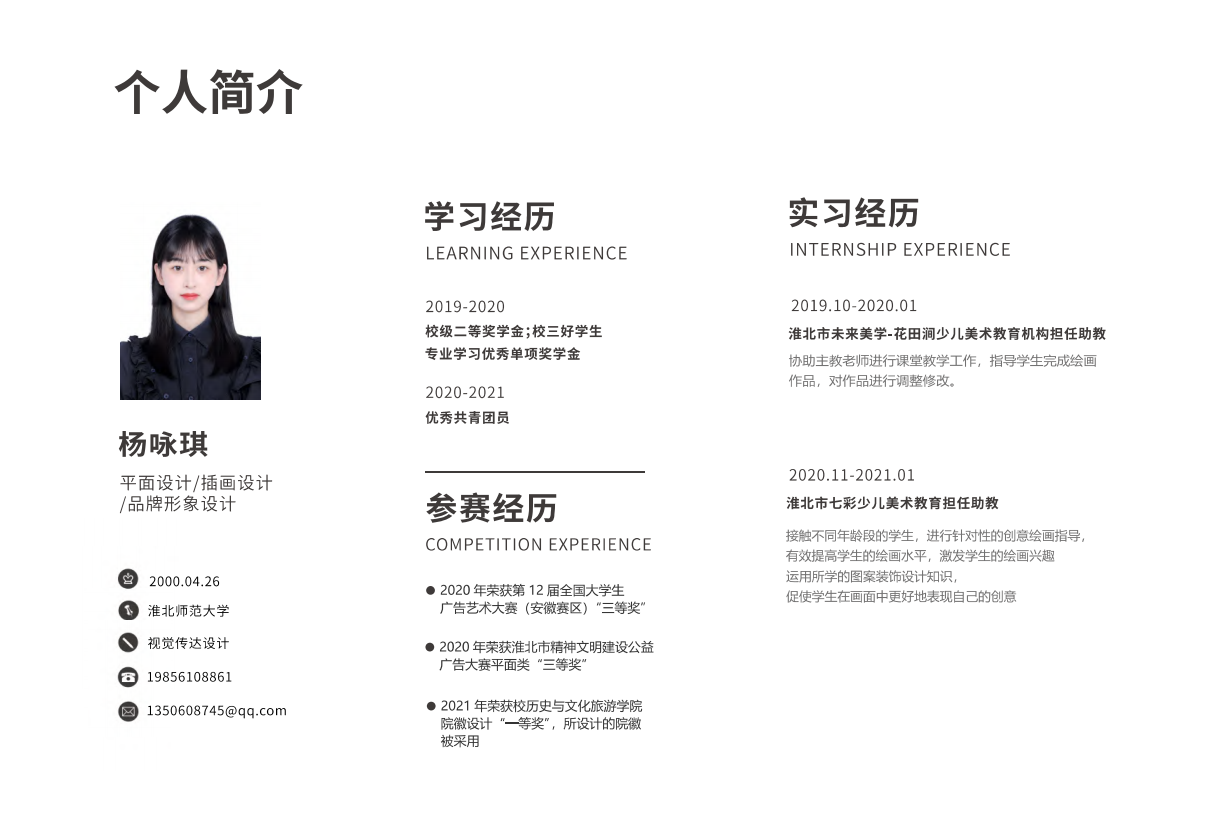 个人简介
杨咏琪
平面设计/插画设计
/品牌形象设计
2000.04.26
淮北师范大学
视觉传达设计
19856108861
1350608745@qq.com
学习经历
LEARNING EXPERIENCE
2019-2020
校级二等奖学金;校三好学生
专业学习优秀单项奖学金
2020-2021
优秀共青团员
参赛经历
COMPETITION EXPERIENCE
● 2020 年荣获第 12 届全国大学生
广告艺术大赛（安徽赛区）“三等奖”
● 2020 年荣获淮北市精神文明建设公益
广告大赛平面类“三等奖”
● 2021 年荣获校历史与文化旅游学院
院徽设计“一等奖”，所设计的院徽
被采用
实习经历
INTERNSHIP EXPERIENCE
2019.10-2020.01
淮北市未来美学-花田涧少儿美术教育机构担任助教
协助主教老师进行课堂教学工作，指导学生完成绘画
作品，对作品进行调整修改。
2020.11-2021.01
淮北市七彩少儿美术教育担任助教
接触不同年龄段的学生，进行针对性的创意绘画指导，
有效提高学生的绘画水平，激发学生的绘画兴趣
运用所学的图案装饰设计知识，
促使学生在画面中更好地表现自己的创意